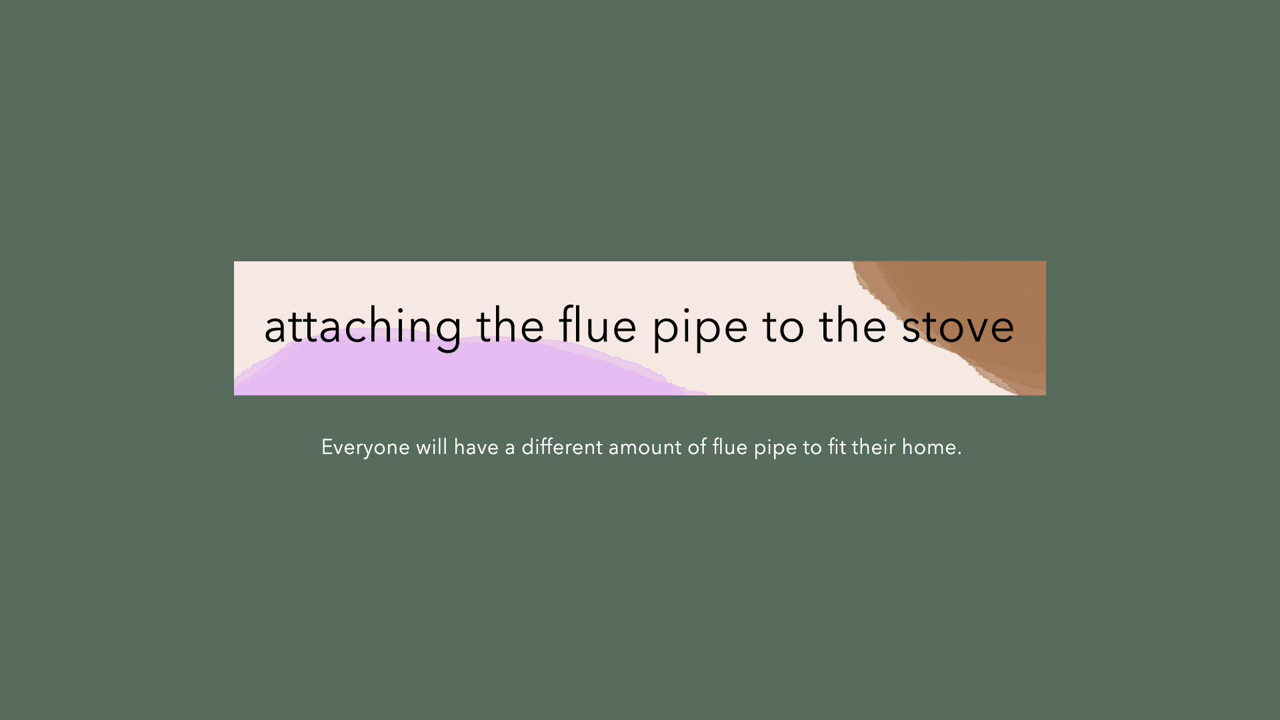 attaching the flue pipe to the stove
Everyone will have a different amount of flue pipe to fit their home.